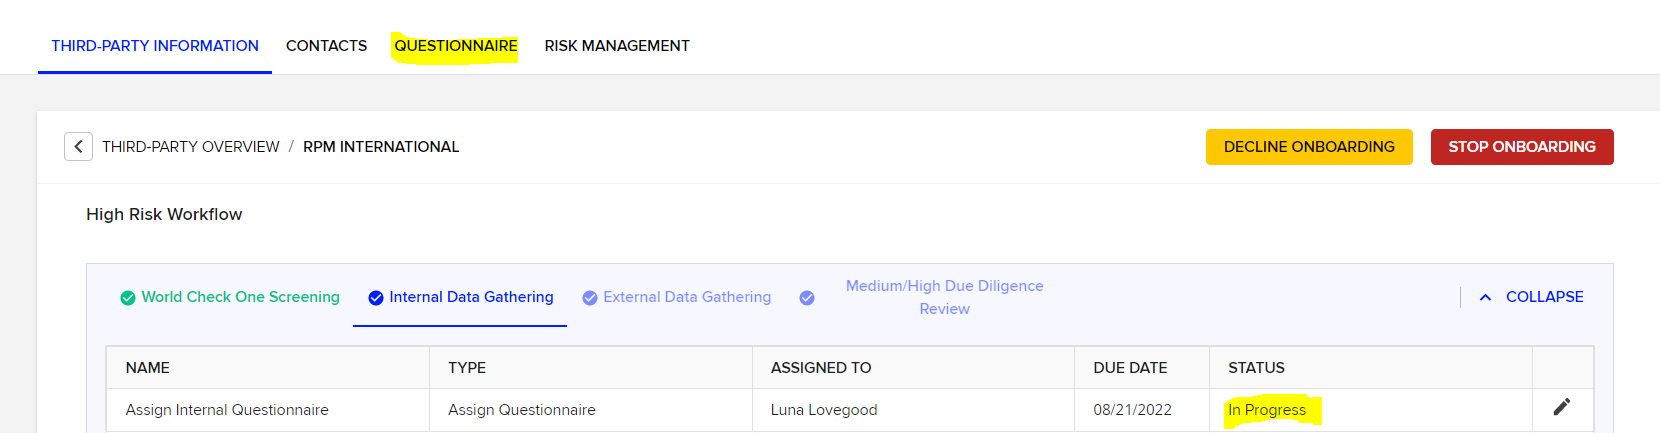 THIRD-PARTY INFORMATION CONTACTS QUESTIONNAIRE RISK MANAGEMENT
THIRD-PARTY OVERVIEW / RPM INTERNATIONAL DECLINE ONBOARDING STOP ONBOARDING
High Risk Workflow
World Check One Screening Internal Data Gathering External Data Gathering Medium/High Due Diligence
Review COLLAPSE
NAME TYPE ASSIGNED TO DUE DATE STATUS
Assign Internal Questionnaire Assign Questionnaire Luna Lovegood 08/21/2022 In Progress